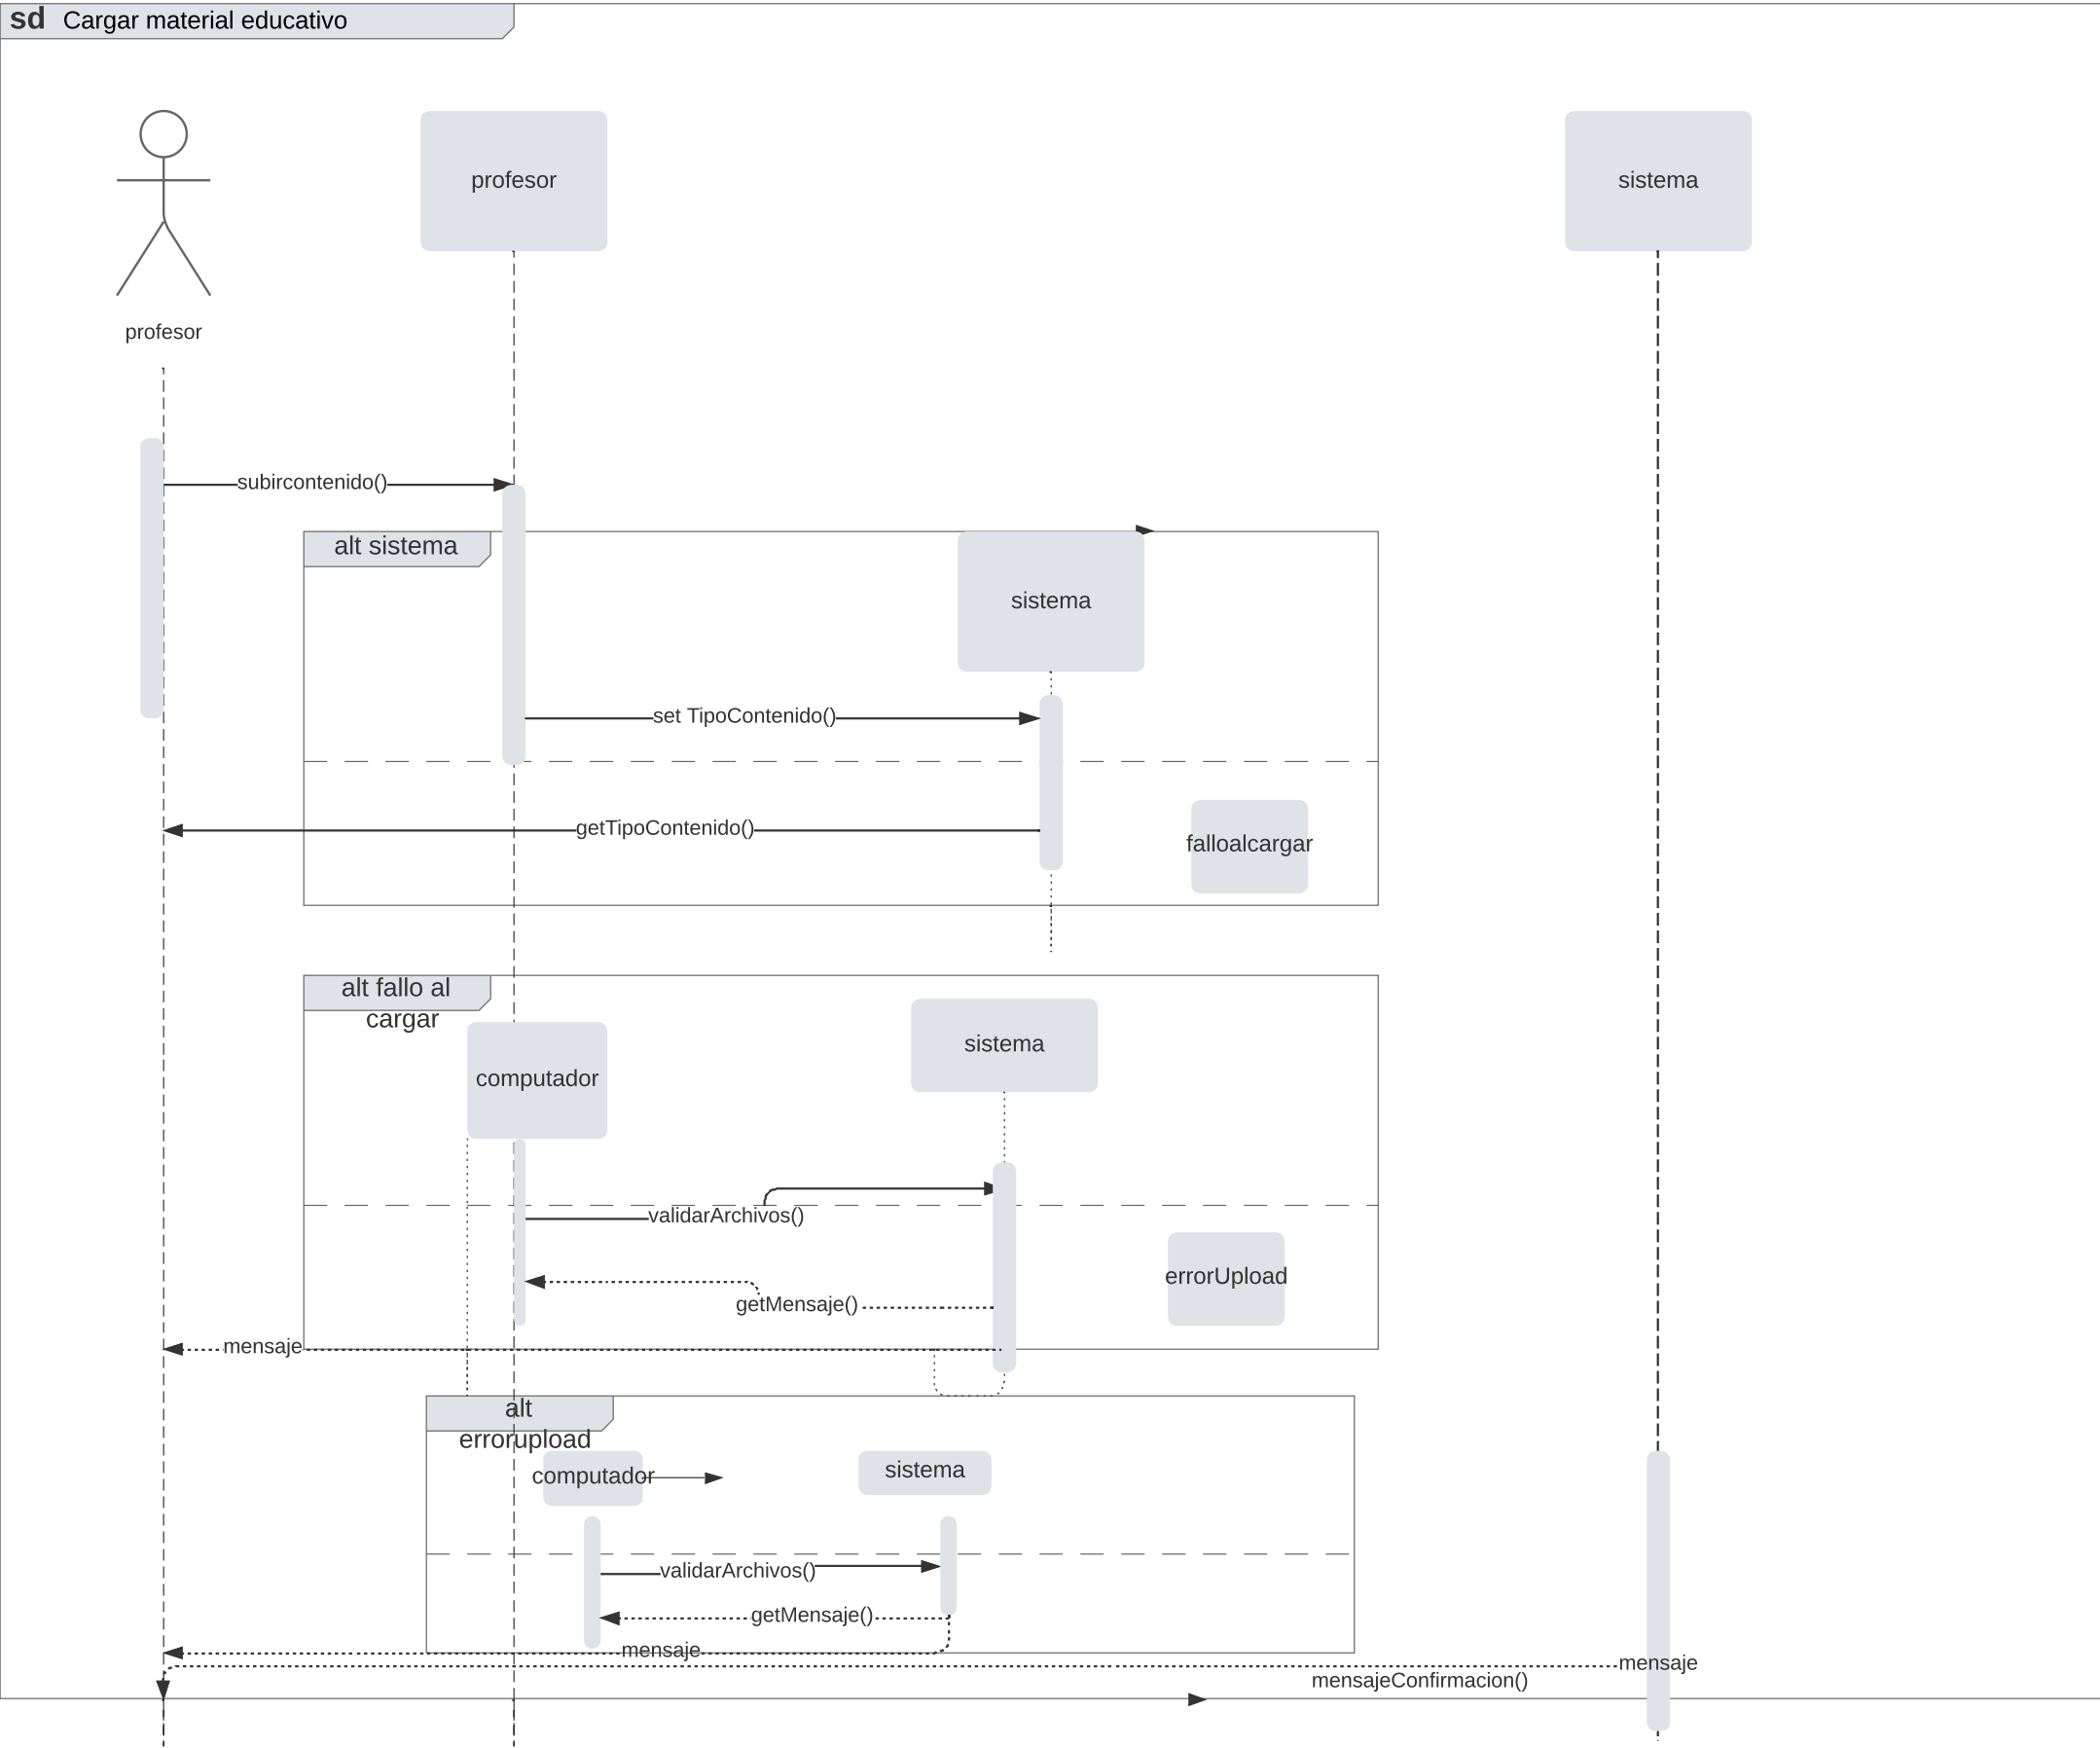 sd Cargar material educativo
profesor
sistema
profesor
subircontenido()
alt sistema
sistema
set TipoContenido()
getTipoContenido()
falloalcargar
alt fallo al
cargar
sistema
computador
validarArchivos()
errorUpload
getMensaje()
mensaje
alt
errorupload
computador
sistema
validarArchivos()
getMensaje()
mensaje
mensaje
mensajeConfirmacion()